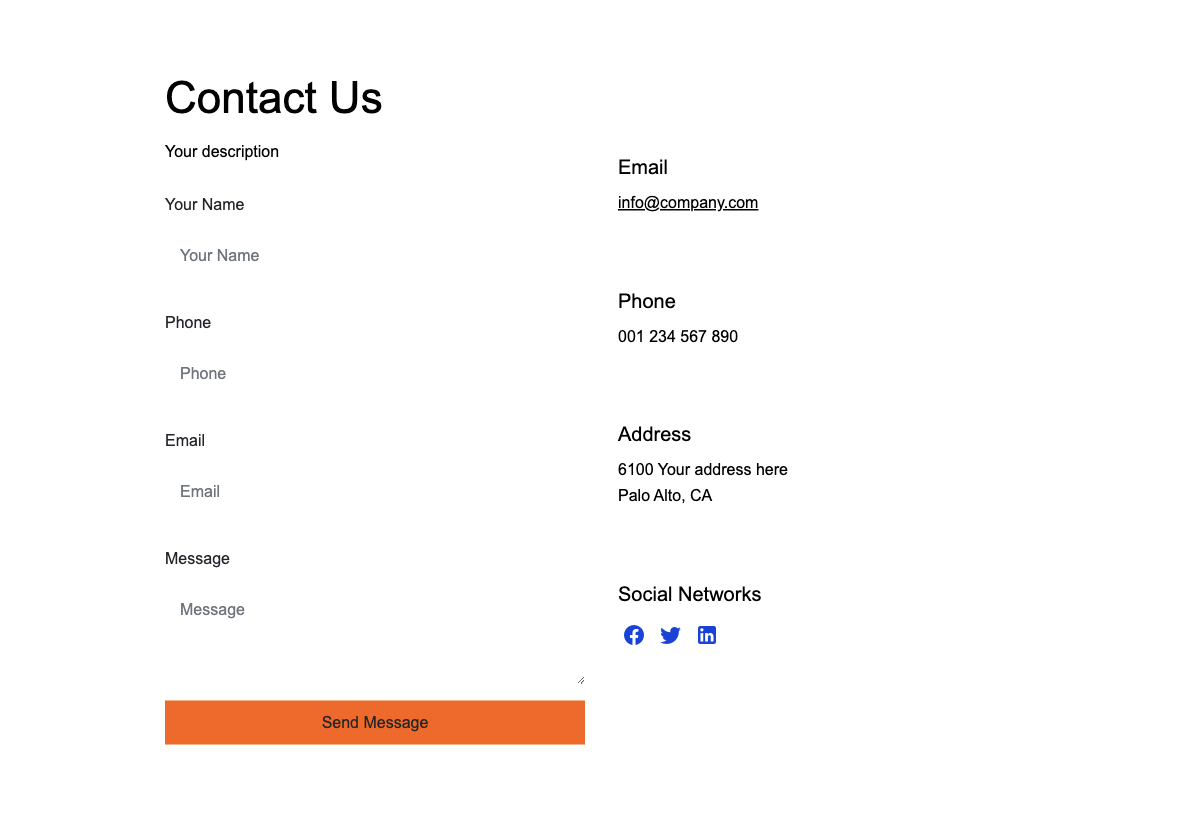 Contact Us
Your description
Your Name
Your Name
Phone
Phone
Email
Email
Message
Message
Send Message
Email
info@company.com
Phone
001 234 567 890
Address
6100 Your address here
Palo Alto, CA
Social Networks